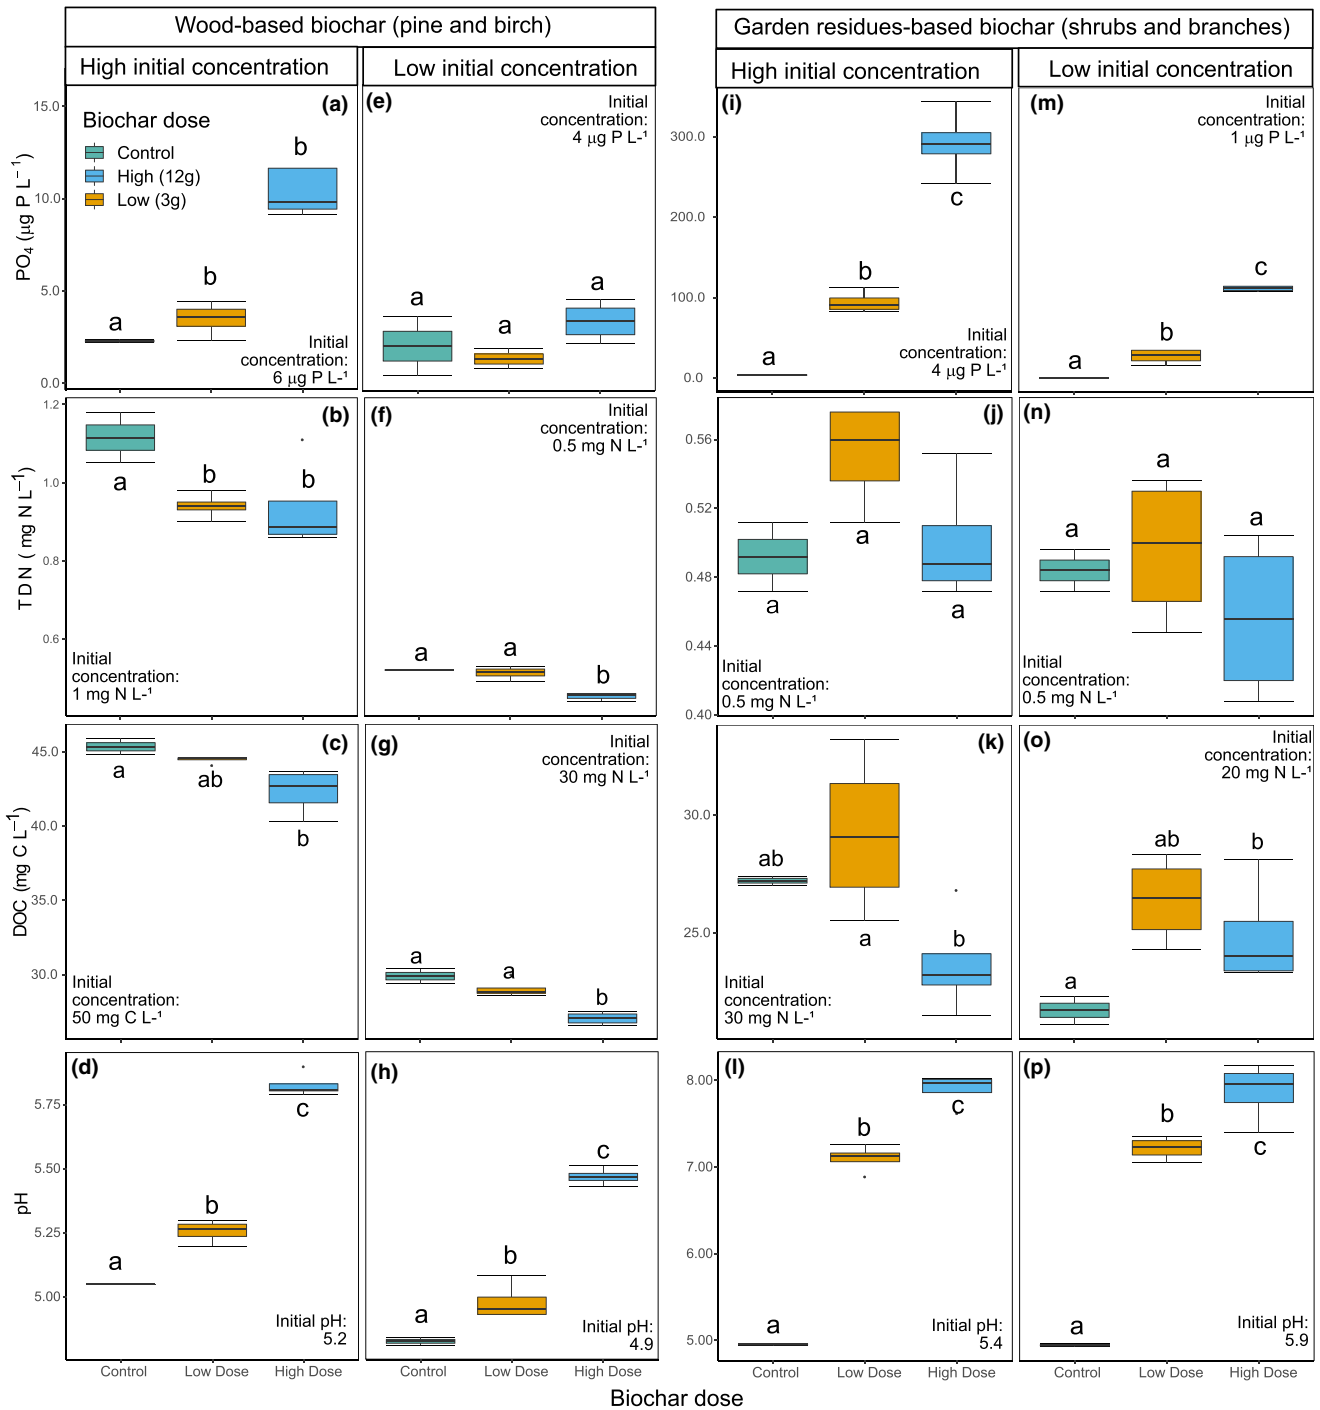 Wood-based biochar (pine and birch)
Garden residues-based biochar (shrubs and branches)
High initial concentration
Low initial concentration
High initial concentration
Low initial concentration
PO₄ (µg P L⁻¹)
15.0
10.0
5.0
0.0
(a)
Biochar dose
Control
High (12g)
Low (3g)
a
b
b
Initial
concentration:
6 µg P L-¹
(e)
Initial
concentration:
4 µg P L-¹
a
a
a
300.0
200.0
100.0
0.0
(i)
a
b
c
Initial
concentration:
4 µg P L-¹
(m)
Initial
concentration:
1 µg P L-¹
a
b
c
TDN ( mg N L⁻¹)
1.2
1.0
0.8
0.6
(b)
a
b
b
Initial
concentration:
1 mg N L-¹
(f)
Initial
concentration:
0.5 mg N L-¹
a
a
b
0.56
0.52
0.48
0.44
0.40
(j)
a
a
a
Initial
concentration:
0.5 mg N L-¹
(n)
a
a
a
Initial
concentration:
0.5 mg N L-¹
DOC (mg C L⁻¹)
45.0
40.0
35.0
30.0
(c)
a
ab
b
Initial
concentration:
50 mg C L-¹
(g)
Initial
concentration:
30 mg N L-¹
a
a
b
30.0
25.0
(k)
ab
a
b
Initial
concentration:
30 mg N L-¹
(o)
Initial
concentration:
20 mg N L-¹
a
ab
b
pH
5.75
5.50
5.25
5.00
(d)
a
b
c
Initial pH:
5.2
(h)
a
b
c
Initial pH:
4.9
8.00
7.00
6.00
5.00
(l)
a
b
c
Initial pH:
5.4
(p)
a
b
c
Initial pH:
5.9
Control Low Dose High Dose
Control Low Dose High Dose
Control Low Dose High Dose
Control Low Dose High Dose
Biochar dose